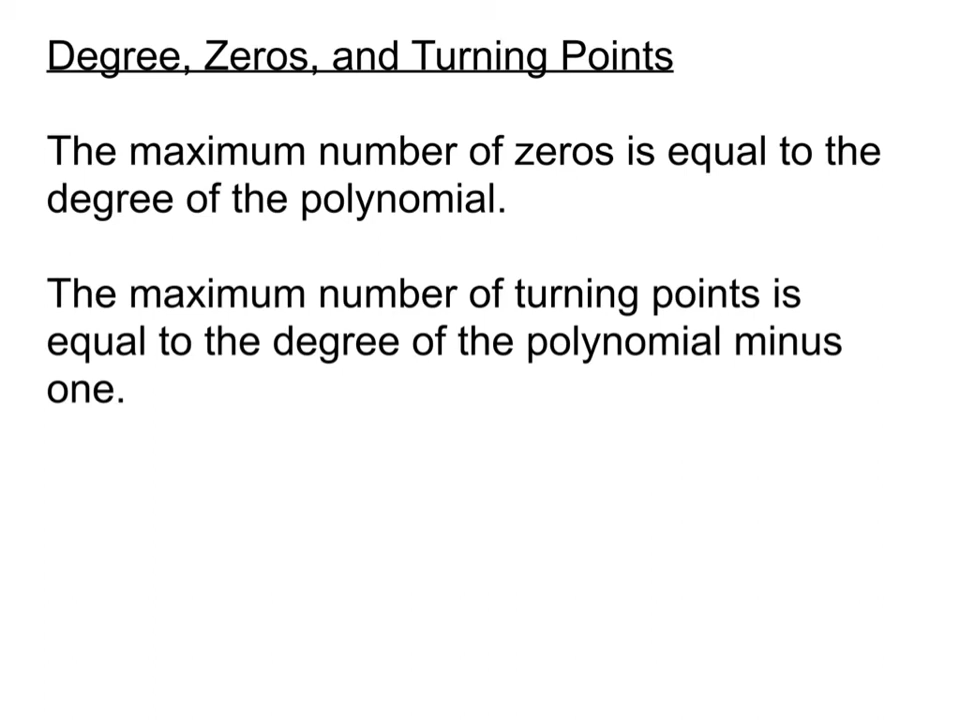 Degree, Zeros, and Turning Points
The maximum number of zeros is equal to the
degree of the polynomial.
The maximum number of turning points is
equal to the degree of the polynomial minus
one.